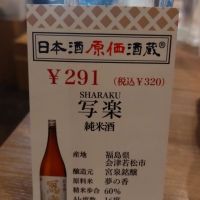 日本酒原価酒蔵®
¥291 (税込¥320)
SHARAKU
写楽
純米酒
産地 福島県
会津若松市
醸造元 宮泉銘醸
原料米 夢の香
精米歩合 60%